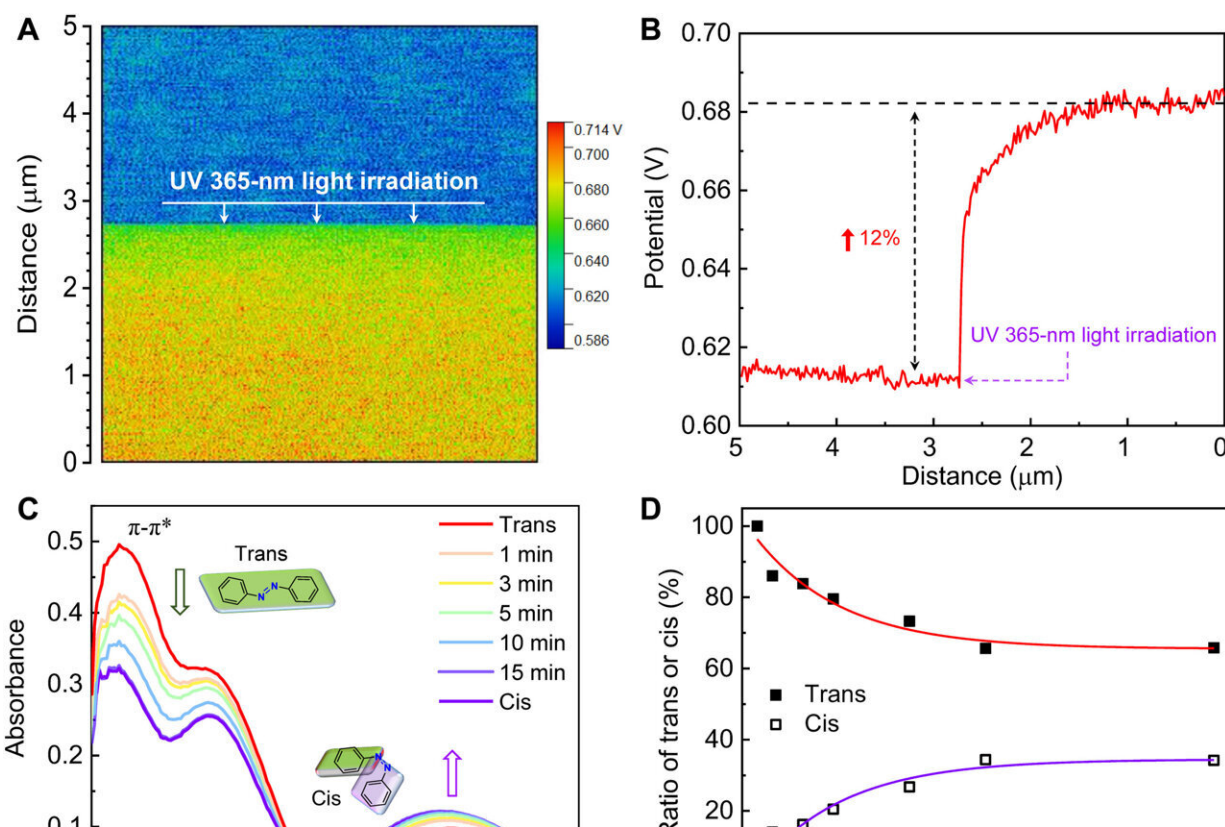 A
5
4
3
2
1
0
Distance (μm)
UV 365-nm light irradiation
0.714 V
0.700
0.680
0.660
0.640
0.620
0.586
B
0.70
0.68
0.66
0.64
0.62
0.60
Potential (V)
12%
UV 365-nm light irradiation
5 4 3 2 1 0
Distance (μm)
C
0.5
0.4
0.3
0.2
0.1
Absorbance
π-π*
Trans
N N
Trans
1 min
3 min
5 min
10 min
15 min
Cis
N N
Cis
D
100
80
60
40
20
Ratio of trans or cis (%)
Trans
Cis